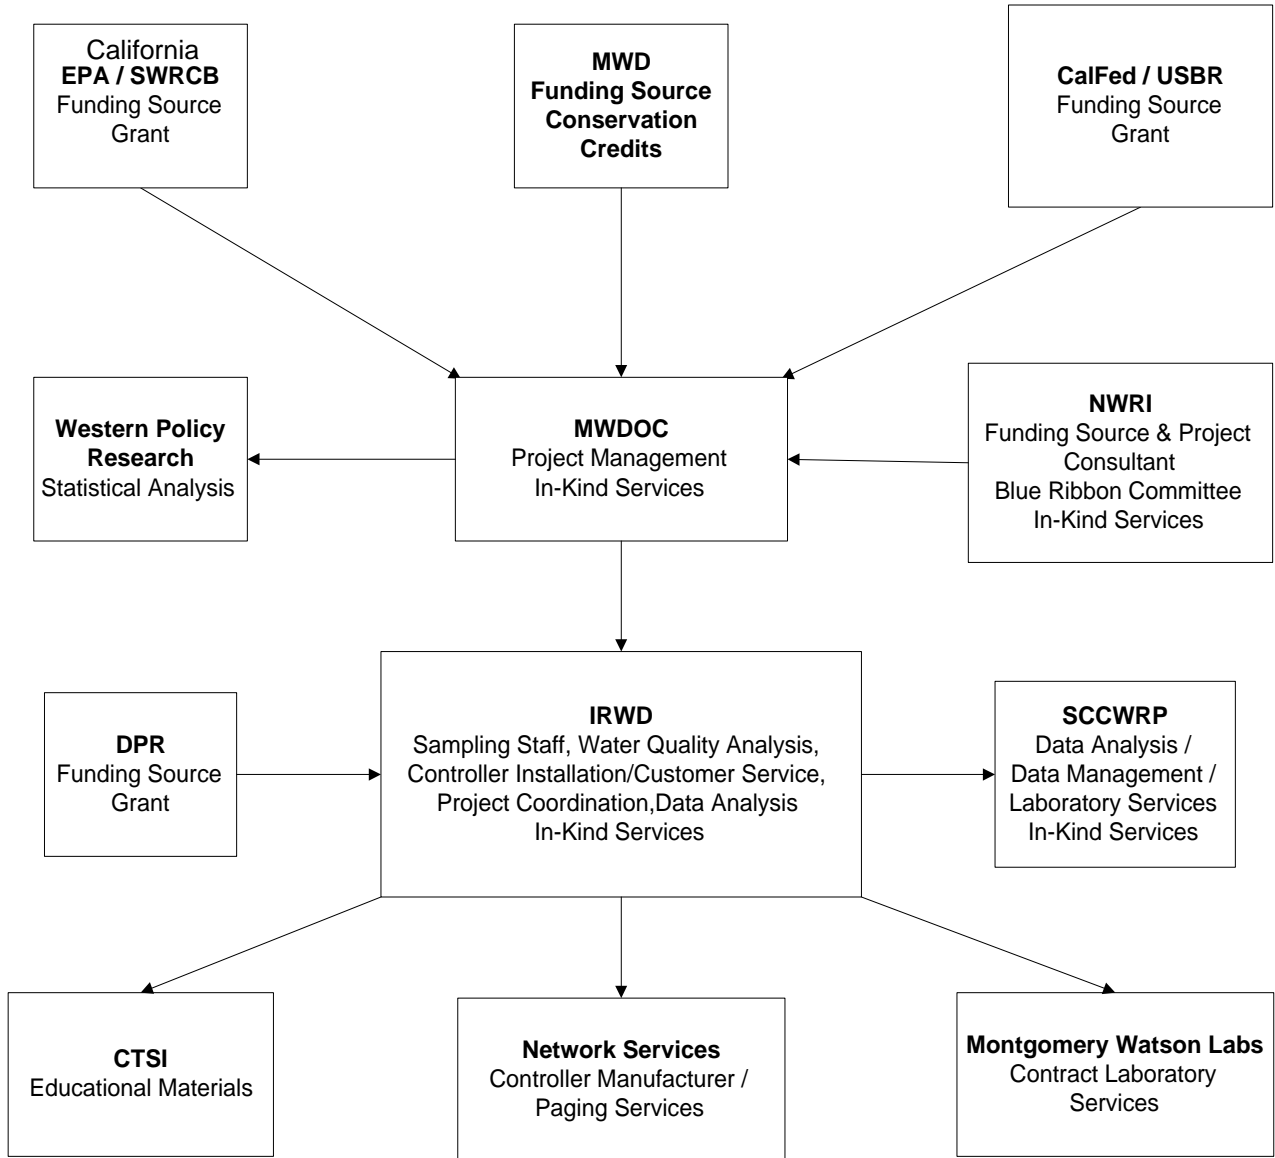 California
EPA / SWRCB
Funding Source
Grant
MWD
Funding Source
Conservation
Credits
CalFed / USBR
Funding Source
Grant
Western Policy
Research
Statistical Analysis
MWDOC
Project Management
In-Kind Services
NWRI
Funding Source & Project
Consultant
Blue Ribbon Committee
In-Kind Services
DPR
Funding Source
Grant
IRWD
Sampling Staff, Water Quality Analysis,
Controller Installation/Customer Service,
Project Coordination,Data Analysis
In-Kind Services
SCCWRP
Data Analysis /
Data Management /
Laboratory Services
In-Kind Services
CTSI
Educational Materials
Network Services
Controller Manufacturer /
Paging Services
Montgomery Watson Labs
Contract Laboratory
Services